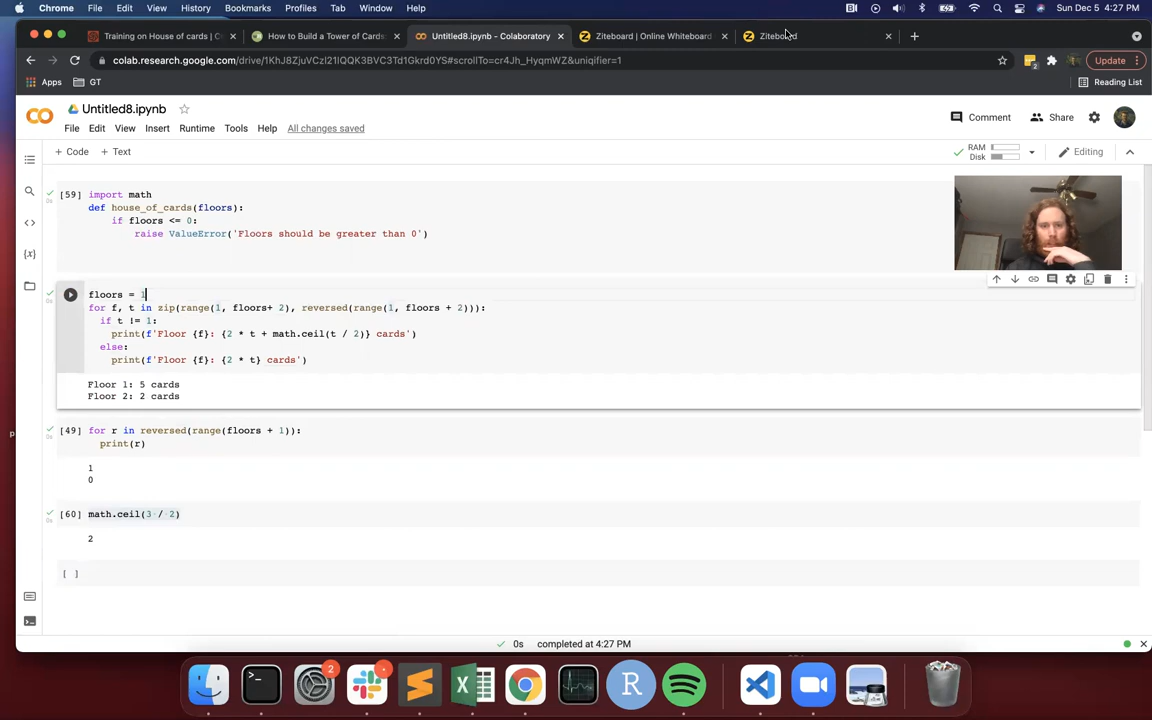 Chrome File Edit View History Bookmarks Profiles Tab Window Help Sun Dec 5 4:27 PM
Training on House of cards | C How to Build a Tower of Cards: Untitled8.ipynb - Colaboratory Ziteboard | Online Whiteboard Ziteboard
colab.research.google.com/drive/1KhJ8ZjuVCzl21IQQK3BVC3Td1Gkrd0YS#scrollTo=cr4Jh_HyqmWZ&uniqifier=1 Update
Apps GT Reading List
Untitled8.ipynb
File Edit View Insert Runtime Tools Help All changes saved Comment Share
+ Code + Text RAM Disk Editing
[59] import math
def house_of_cards(floors):
if floors <= 0:
raise ValueError('Floors should be greater than 0')
floors = 1
for f, t in zip(range(1, floors+ 2), reversed(range(1, floors + 2))):
if t != 1:
print(f'Floor {f}: {2 * t + math.ceil(t / 2)} cards')
else:
print(f'Floor {f}: {2 * t} cards')
Floor 1: 5 cards
Floor 2: 2 cards
[49] for r in reversed(range(floors + 1)):
print(r)
1
0
[60] math.ceil(3 / 2)
2
[ ]
0s completed at 4:27 PM
2